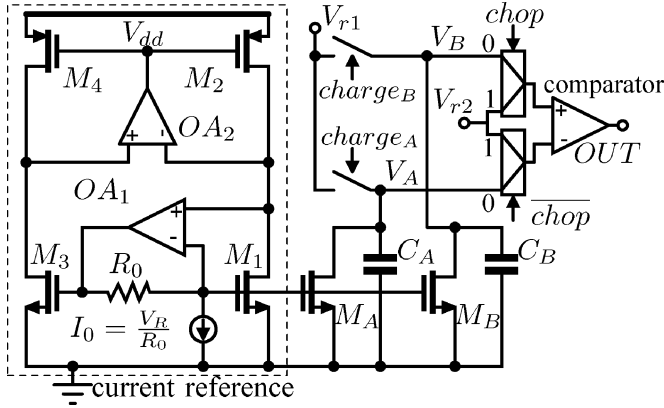 V_{r1}
chop
V_{dd}
V_B
0
M_4
M_2
charge_B
comparator
V_{r2}
1
+
-
OA_2
charge_A
+
-
OUT
1
OA_1
V_A
0
+
-
\overline{chop}
M_3
R_0
M_1
C_A
C_B
I_0 = \frac{V_R}{R_0}
M_A
M_B
current reference